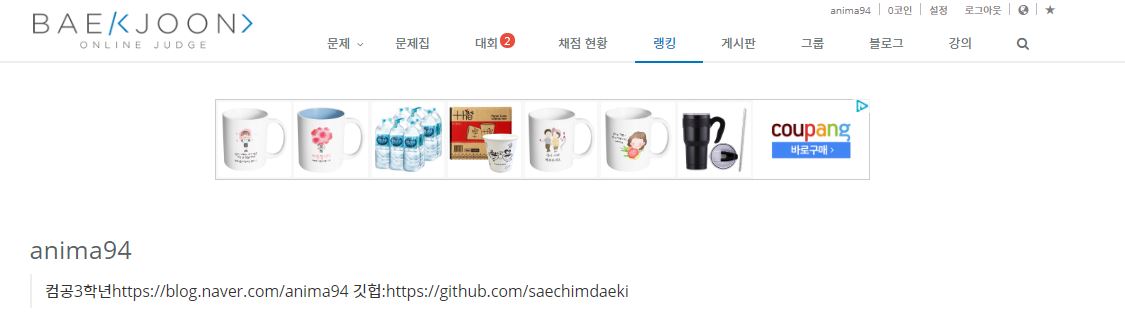 BAEKJOON>
ONLINE JUDGE
anima94 | 0코인 | 설정 로그아웃
문제 문제집 대회 2 채점 현황 랭킹 게시판 그룹 블로그 강의
coupang
바로구매 >
anima94
컴공3학년https://blog.naver.com/anima94 깃헙:https://github.com/saechimdaeki